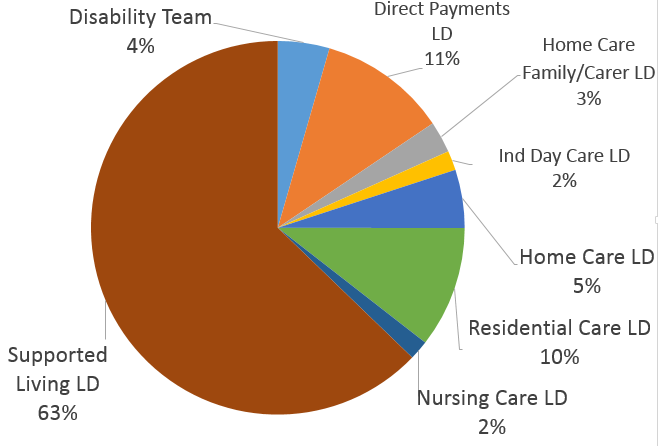 Disability Team
4%
Direct Payments
LD
11%
Home Care
Family/Carer LD
3%
Ind Day Care LD
2%
Home Care LD
5%
Residential Care LD
10%
Nursing Care LD
2%
Supported
Living LD
63%